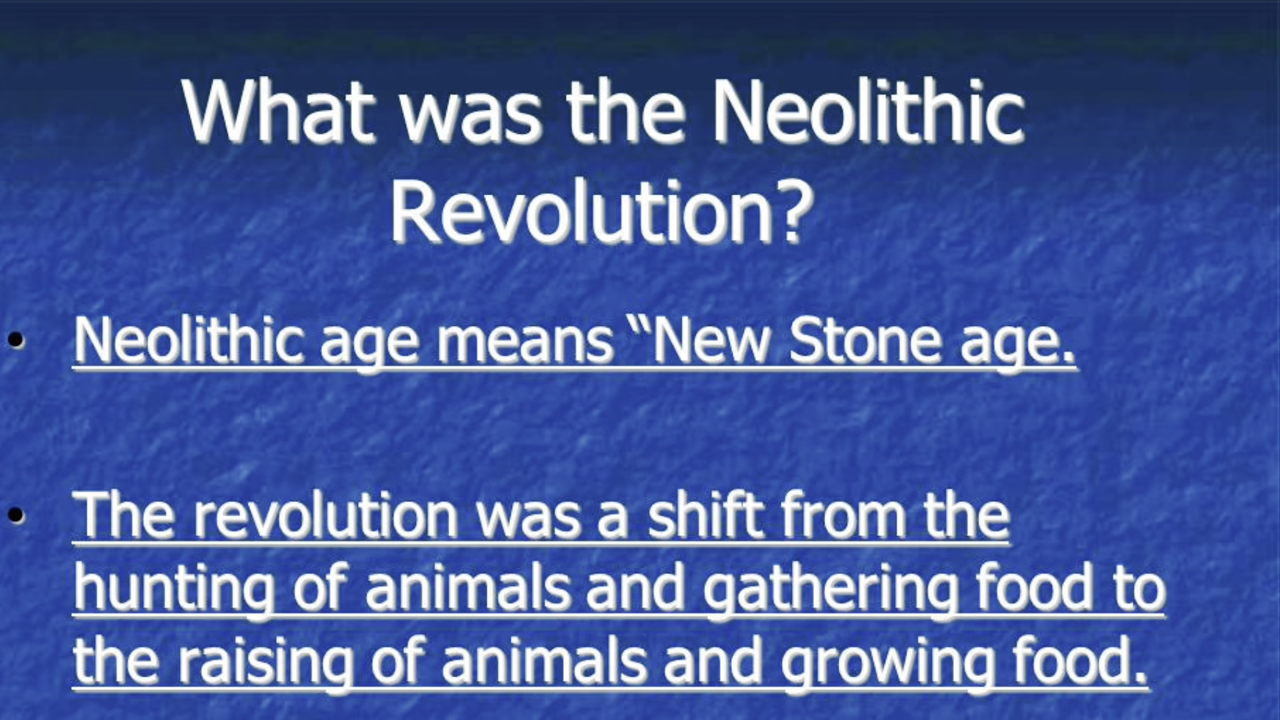 What was the Neolithic
Revolution?
• Neolithic age means “New Stone age.
• The revolution was a shift from the
hunting of animals and gathering food to
the raising of animals and growing food.